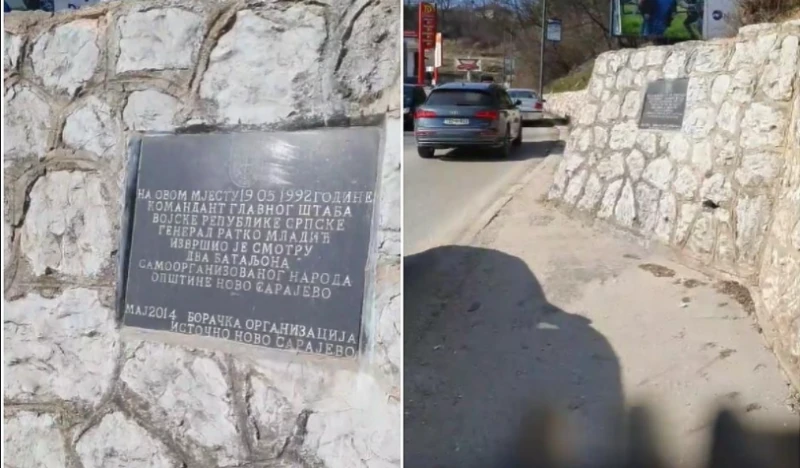 НА ОВОМ МЈЕСТУ 19 05 1992 ГОДИНЕ
КОМАНДАНТ ГЛАВНОГ ШТАБА
ВОЈСКЕ РЕПУБЛИКЕ СРПСКЕ
ГЕНЕРАЛ РАТКО МЛАДИЋ
ИЗВРШИО ЈЕ СМОТРУ
ДВА БАТАЉОНА
САМООРГАНИЗОВАНОГ НАРОДА
ОПШТИНЕ НОВО САРАЈЕВО
МАЈ 2014 БОРАЧКА ОРГАНИЗАЦИЈА
ИСТОЧНО НОВО САРАЈЕВО